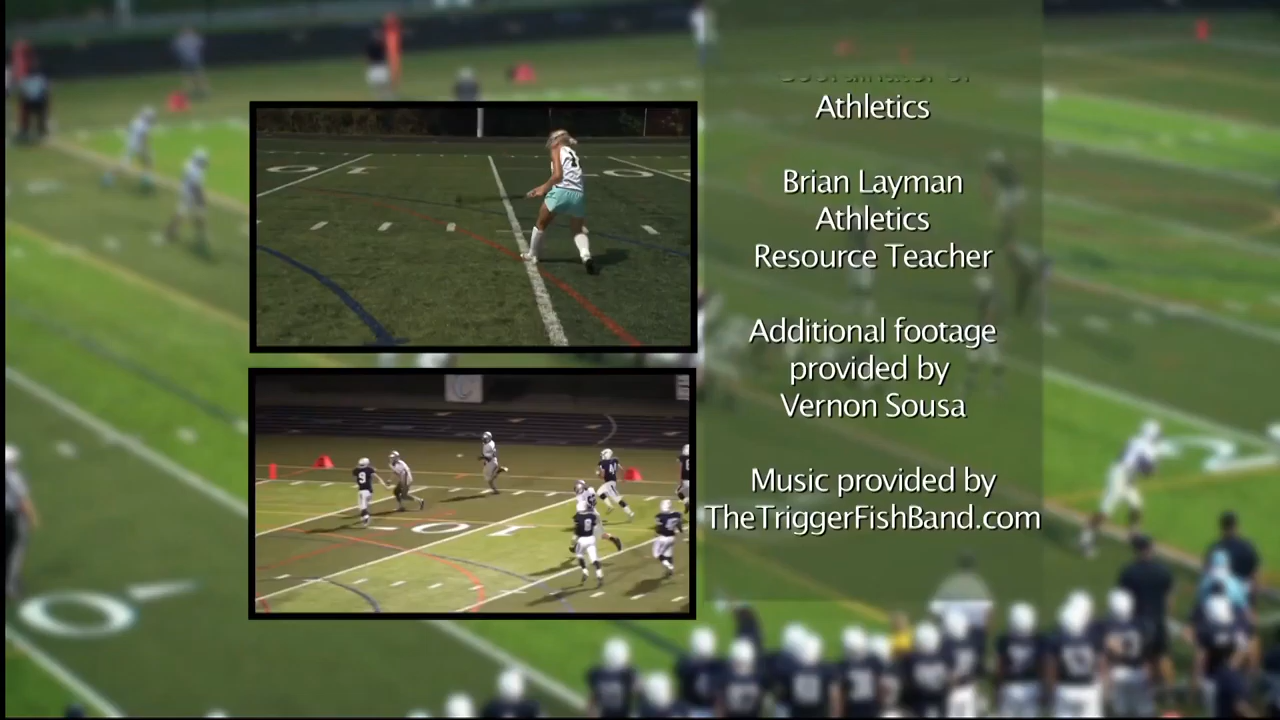 Athletics
Brian Layman
Athletics
Resource Teacher
Additional footage
provided by
Vernon Sousa
Music provided by
TheTriggerFishBand.com